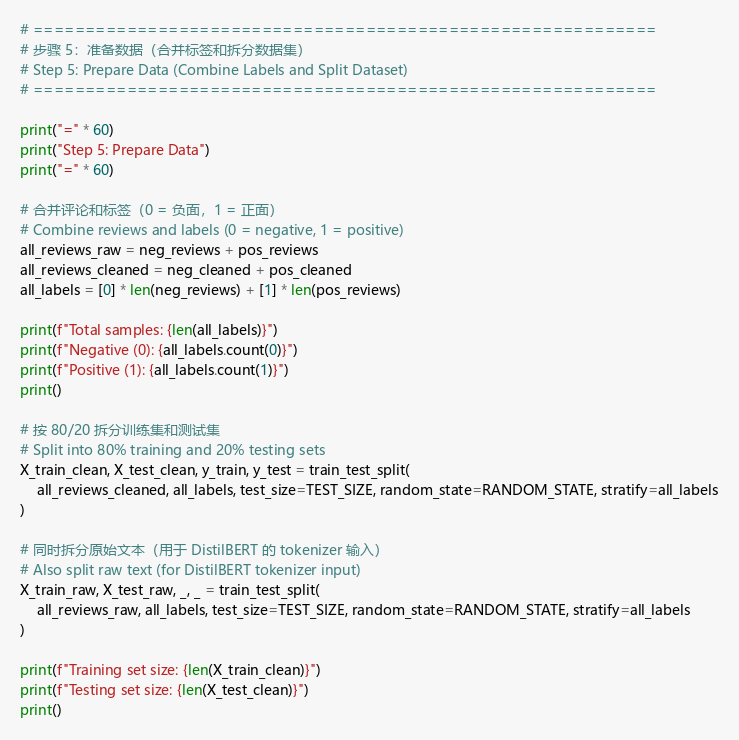 # ============================================================
# 步骤 5：准备数据（合并标签和拆分数据集）
# Step 5: Prepare Data (Combine Labels and Split Dataset)
# ============================================================
print("=" * 60)
print("Step 5: Prepare Data")
print("=" * 60)
# 合并评论和标签（0 = 负面，1 = 正面）
# Combine reviews and labels (0 = negative, 1 = positive)
all_reviews_raw = neg_reviews + pos_reviews
all_reviews_cleaned = neg_cleaned + pos_cleaned
all_labels = [0] * len(neg_reviews) + [1] * len(pos_reviews)
print(f"Total samples: {len(all_labels)}")
print(f"Negative (0): {all_labels.count(0)}")
print(f"Positive (1): {all_labels.count(1)}")
print()
# 按 80/20 拆分训练集和测试集
# Split into 80% training and 20% testing sets
X_train_clean, X_test_clean, y_train, y_test = train_test_split(
    all_reviews_cleaned, all_labels, test_size=TEST_SIZE, random_state=RANDOM_STATE, stratify=all_labels
)
# 同时拆分原始文本（用于 DistilBERT 的 tokenizer 输入）
# Also split raw text (for DistilBERT tokenizer input)
X_train_raw, X_test_raw, _, _ = train_test_split(
    all_reviews_raw, all_labels, test_size=TEST_SIZE, random_state=RANDOM_STATE, stratify=all_labels
)
print(f"Training set size: {len(X_train_clean)}")
print(f"Testing set size: {len(X_test_clean)}")
print()